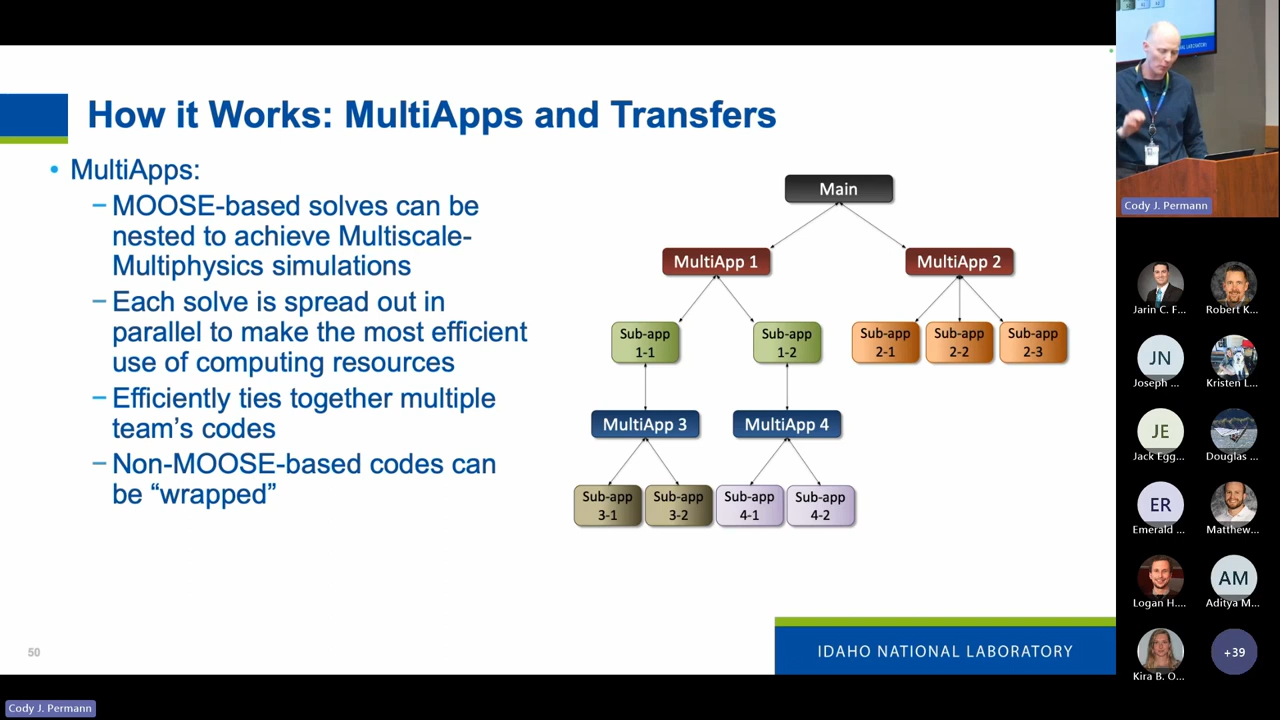 How it Works: MultiApps and Transfers
• MultiApps:
– MOOSE-based solves can be
nested to achieve Multiscale-
Multiphysics simulations
– Each solve is spread out in
parallel to make the most efficient
use of computing resources
– Efficiently ties together multiple
team's codes
– Non-MOOSE-based codes can
be “wrapped”
Main
MultiApp 1
MultiApp 2
Sub-app
1-1
Sub-app
1-2
Sub-app
2-1
Sub-app
2-2
Sub-app
2-3
MultiApp 3
MultiApp 4
Sub-app
3-1
Sub-app
3-2
Sub-app
4-1
Sub-app
4-2
50
IDAHO NATIONAL LABORATORY
Cody J. Permann
LABORATORY
Cody J. Permann
Jarin C. F...
Robert K...
JN
Joseph ...
Kristen L...
JE
Jack Egg...
Douglas ...
ER
Emerald ...
Matthew...
Logan H....
AM
Aditya M...
Kira B. O...
+39